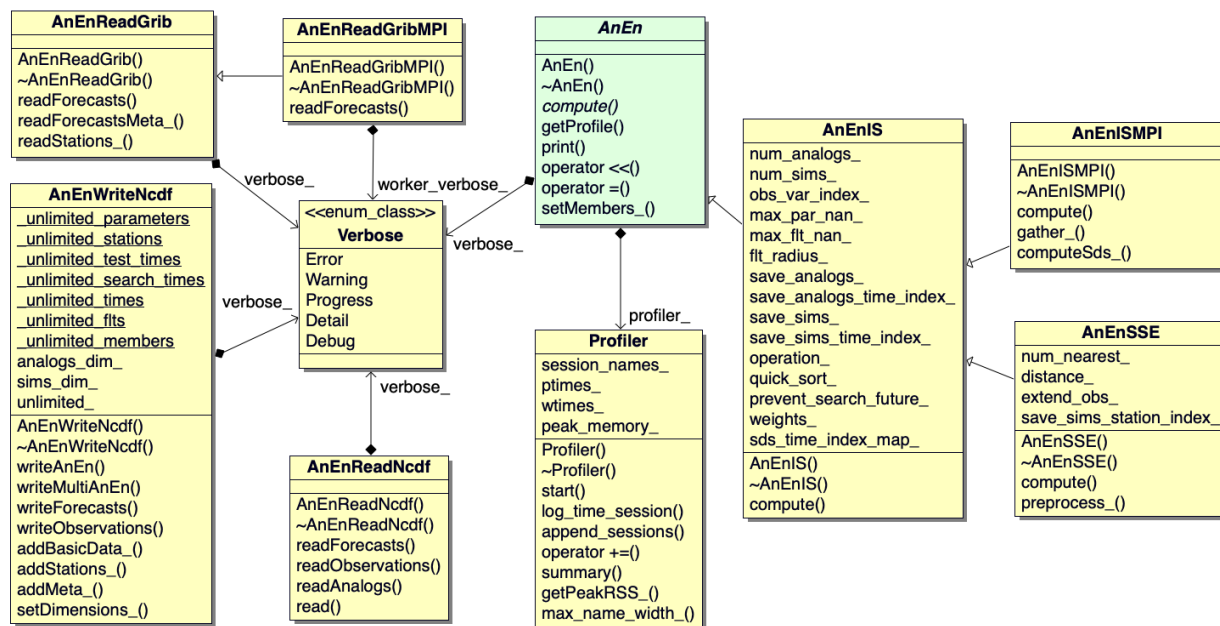 AnEnReadGrib
AnEnReadGrib()
~AnEnReadGrib()
readForecasts()
readForecastsMeta_()
readStations_()
AnEnReadGribMPI
AnEnReadGribMPI()
~AnEnReadGribMPI()
readForecasts()
AnEn
AnEn()
~AnEn()
compute()
getProfile()
print()
operator <<()
operator =()
setMembers_()
verbose_
worker_verbose_
verbose_
AnEnWriteNcdf
_unlimited_parameters
_unlimited_stations
_unlimited_test_times
_unlimited_search_times
_unlimited_times
_unlimited_flts
_unlimited_members
analogs_dim_
sims_dim_
unlimited_
AnEnWriteNcdf()
~AnEnWriteNcdf()
writeAnEn()
writeMultiAnEn()
writeForecasts()
writeObservations()
addBasicData_()
addStations_()
addMeta_()
setDimensions_()
verbose_
<<enum_class>>
Verbose
Error
Warning
Progress
Detail
Debug
verbose_
AnEnReadNcdf
AnEnReadNcdf()
~AnEnReadNcdf()
readForecasts()
readObservations()
readAnalogs()
read()
profiler_
Profiler
session_names_
ptimes_
wtimes_
peak_memory_
Profiler()
~Profiler()
start()
log_time_session()
append_sessions()
operator +=()
summary()
getPeakRSS_()
max_name_width_()
AnEnIS
num_analogs_
num_sims_
obs_var_index_
max_par_nan_
max_flt_nan_
flt_radius_
save_analogs_
save_analogs_time_index_
save_sims_
save_sims_time_index_
operation_
quick_sort_
prevent_search_future_
weights_
sds_time_index_map_
AnEnIS()
~AnEnIS()
compute()
AnEnISMPI
AnEnISMPI()
~AnEnISMPI()
compute()
gather_()
computeSds_()
AnEnSSE
num_nearest_
distance_
extend_obs_
save_sims_station_index_
AnEnSSE()
~AnEnSSE()
compute()
preprocess_()